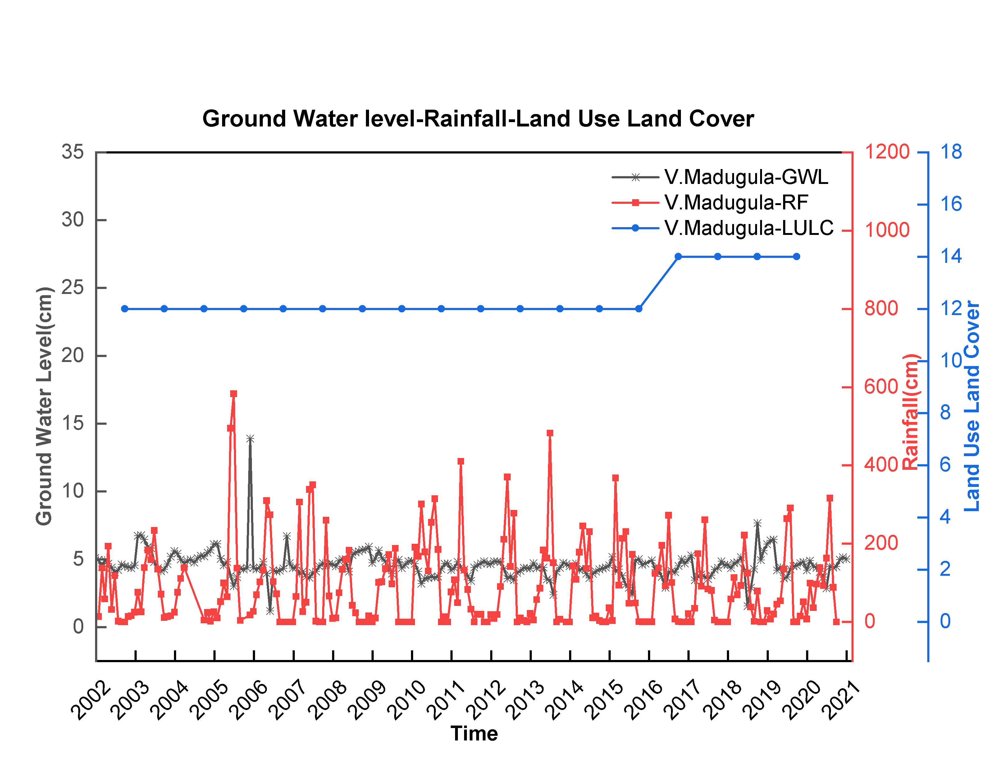 Ground Water level-Rainfall-Land Use Land Cover
V.Madugula-GWL
V.Madugula-RF
V.Madugula-LULC
Ground Water Level(cm)
35
30
25
20
15
10
5
0
1200
1000
800
600
400
200
0
Rainfall(cm)
18
16
14
12
10
8
6
4
2
0
Land Use Land Cover
2002 2003 2004 2005 2006 2007 2008 2009 2010 2011 2012 2013 2014 2015 2016 2017 2018 2019 2020 2021
Time